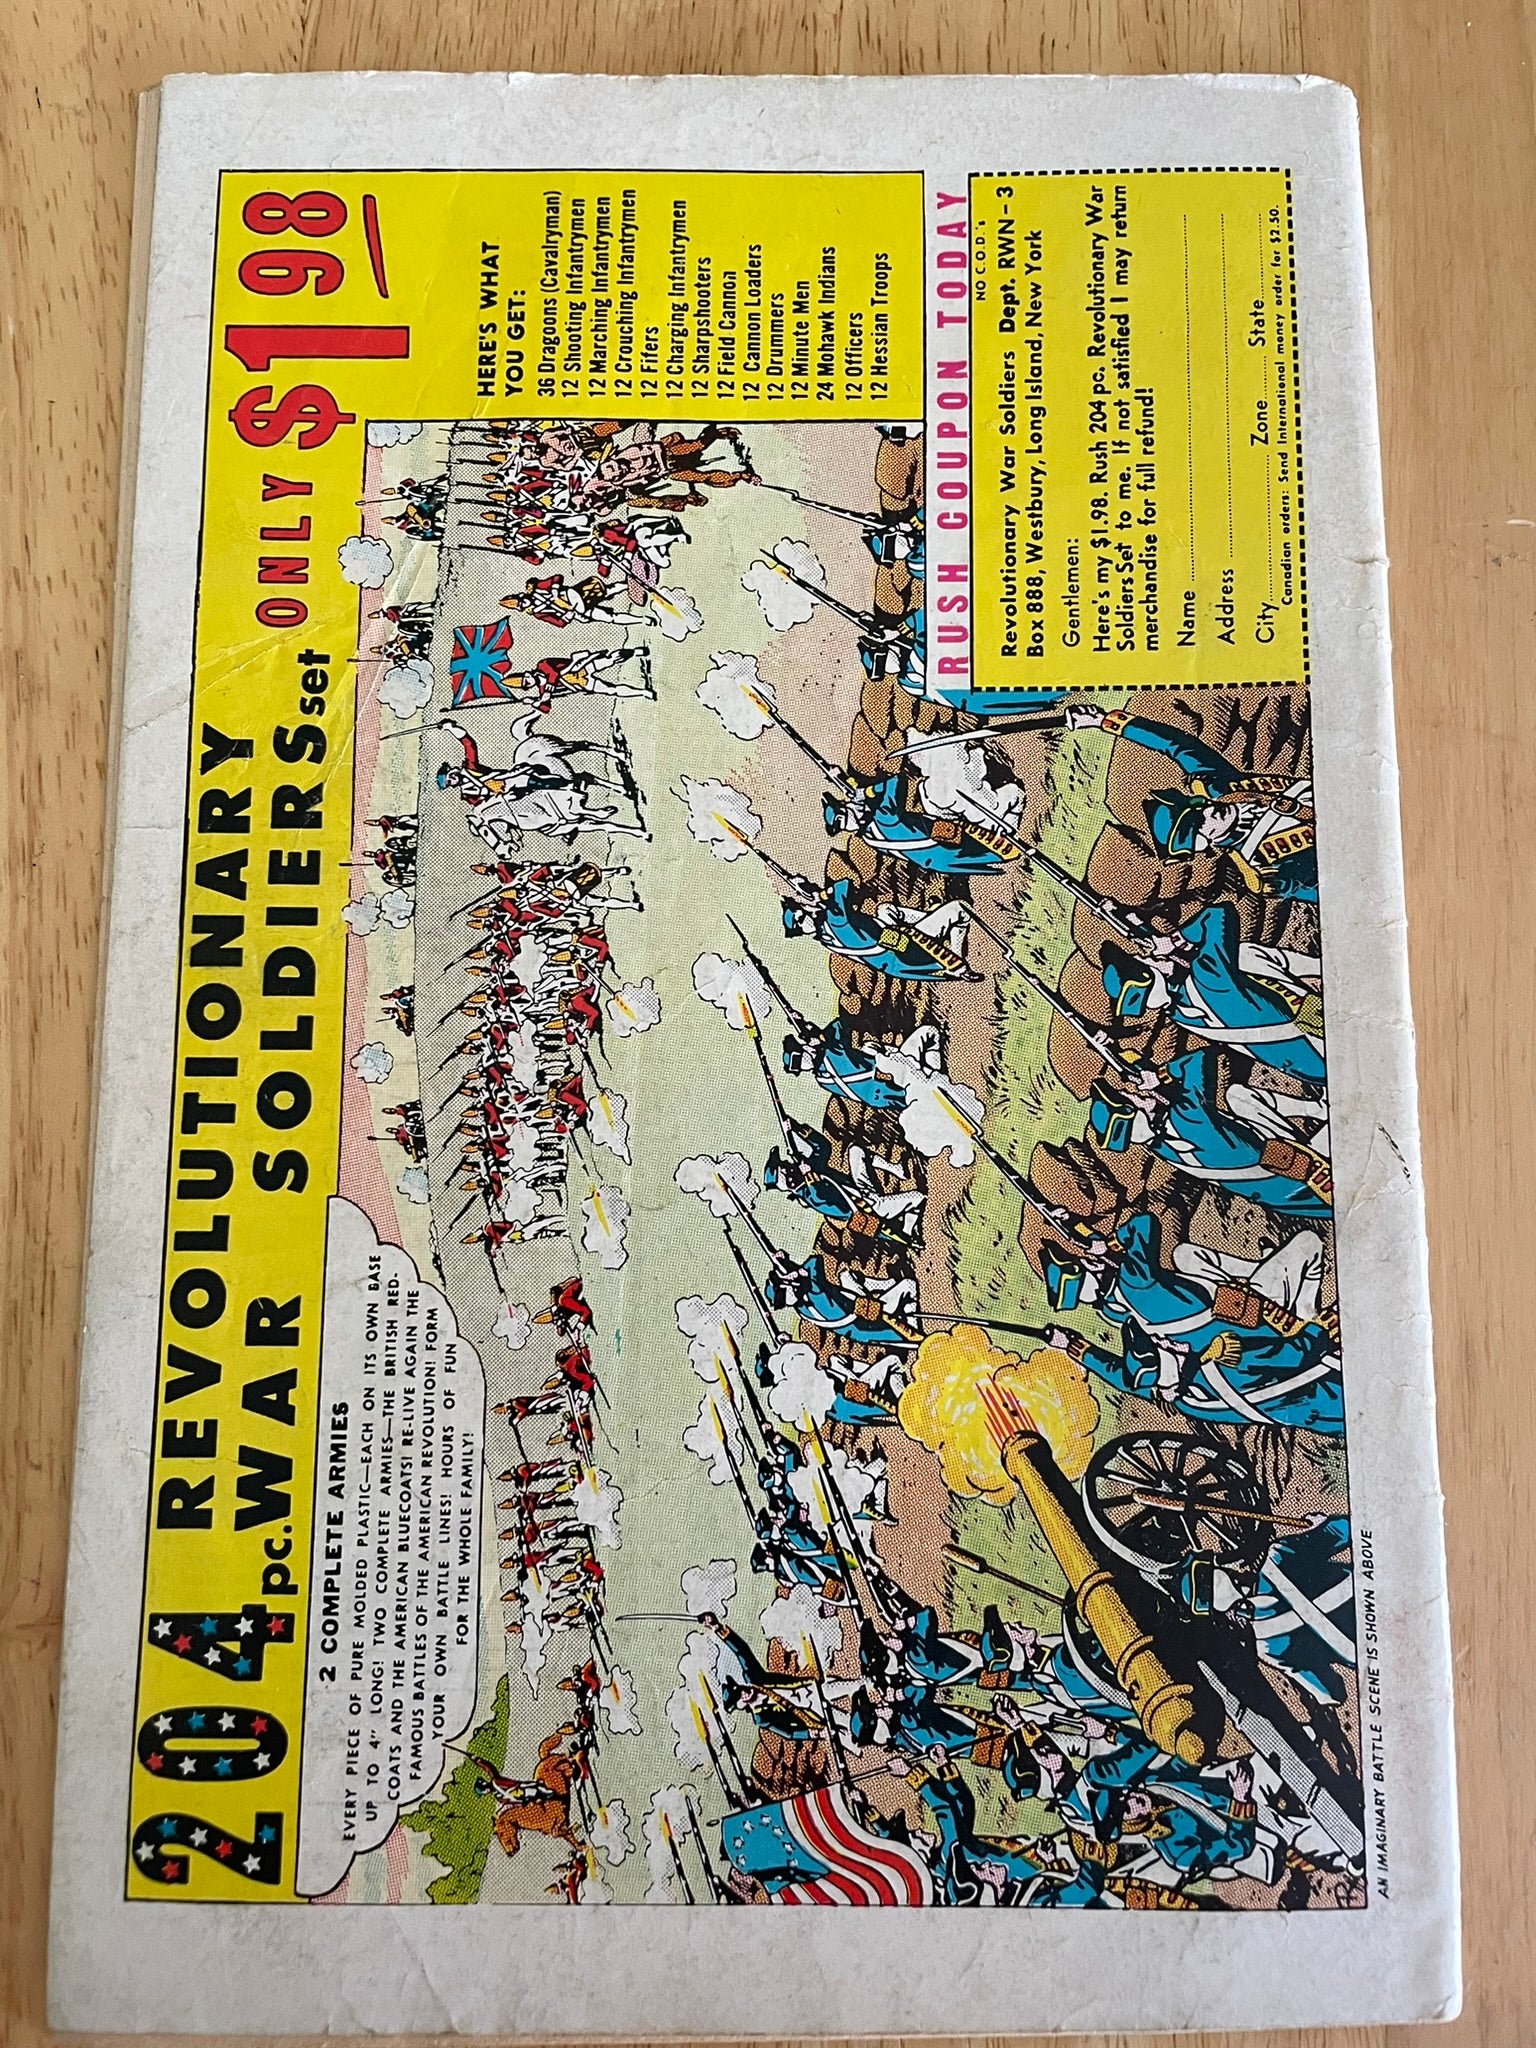 204 REVOLUTIONARY
pc. WAR SOLDIERS set
ONLY $1 98
2 COMPLETE ARMIES
EVERY PIECE OF PURE MOLDED PLASTIC—EACH ON ITS OWN BASE
UP TO 4" LONG! TWO COMPLETE ARMIES—THE BRITISH RED-
COATS AND THE AMERICAN BLUECOATS! RE-LIVE AGAIN THE
FAMOUS BATTLES OF THE AMERICAN REVOLUTION! FORM
YOUR OWN BATTLE LINES! HOURS OF FUN
FOR THE WHOLE FAMILY!
HERE'S WHAT
YOU GET:
36 Dragoons (Cavalryman)
12 Shooting Infantrymen
12 Marching Infantrymen
12 Crouching Infantrymen
12 Fifers
12 Charging Infantrymen
12 Sharpshooters
12 Field Cannon
12 Cannon Loaders
12 Drummers
12 Minute Men
24 Mohawk Indians
12 Officers
12 Hessian Troops
RUSH COUPON TODAY
NO C.O.D.'s
Revolutionary War Soldiers Dept. RWN-3
Box 888, Westbury, Long Island, New York
Gentlemen:
Here's my $1.98. Rush 204 pc. Revolutionary War
Soldiers Set to me. If not satisfied I may return
merchandise for full refund!
Name
Address
City Zone State
Canadian orders: Send International money order for $2.50.
AN IMAGINARY BATTLE SCENE IS SHOWN ABOVE